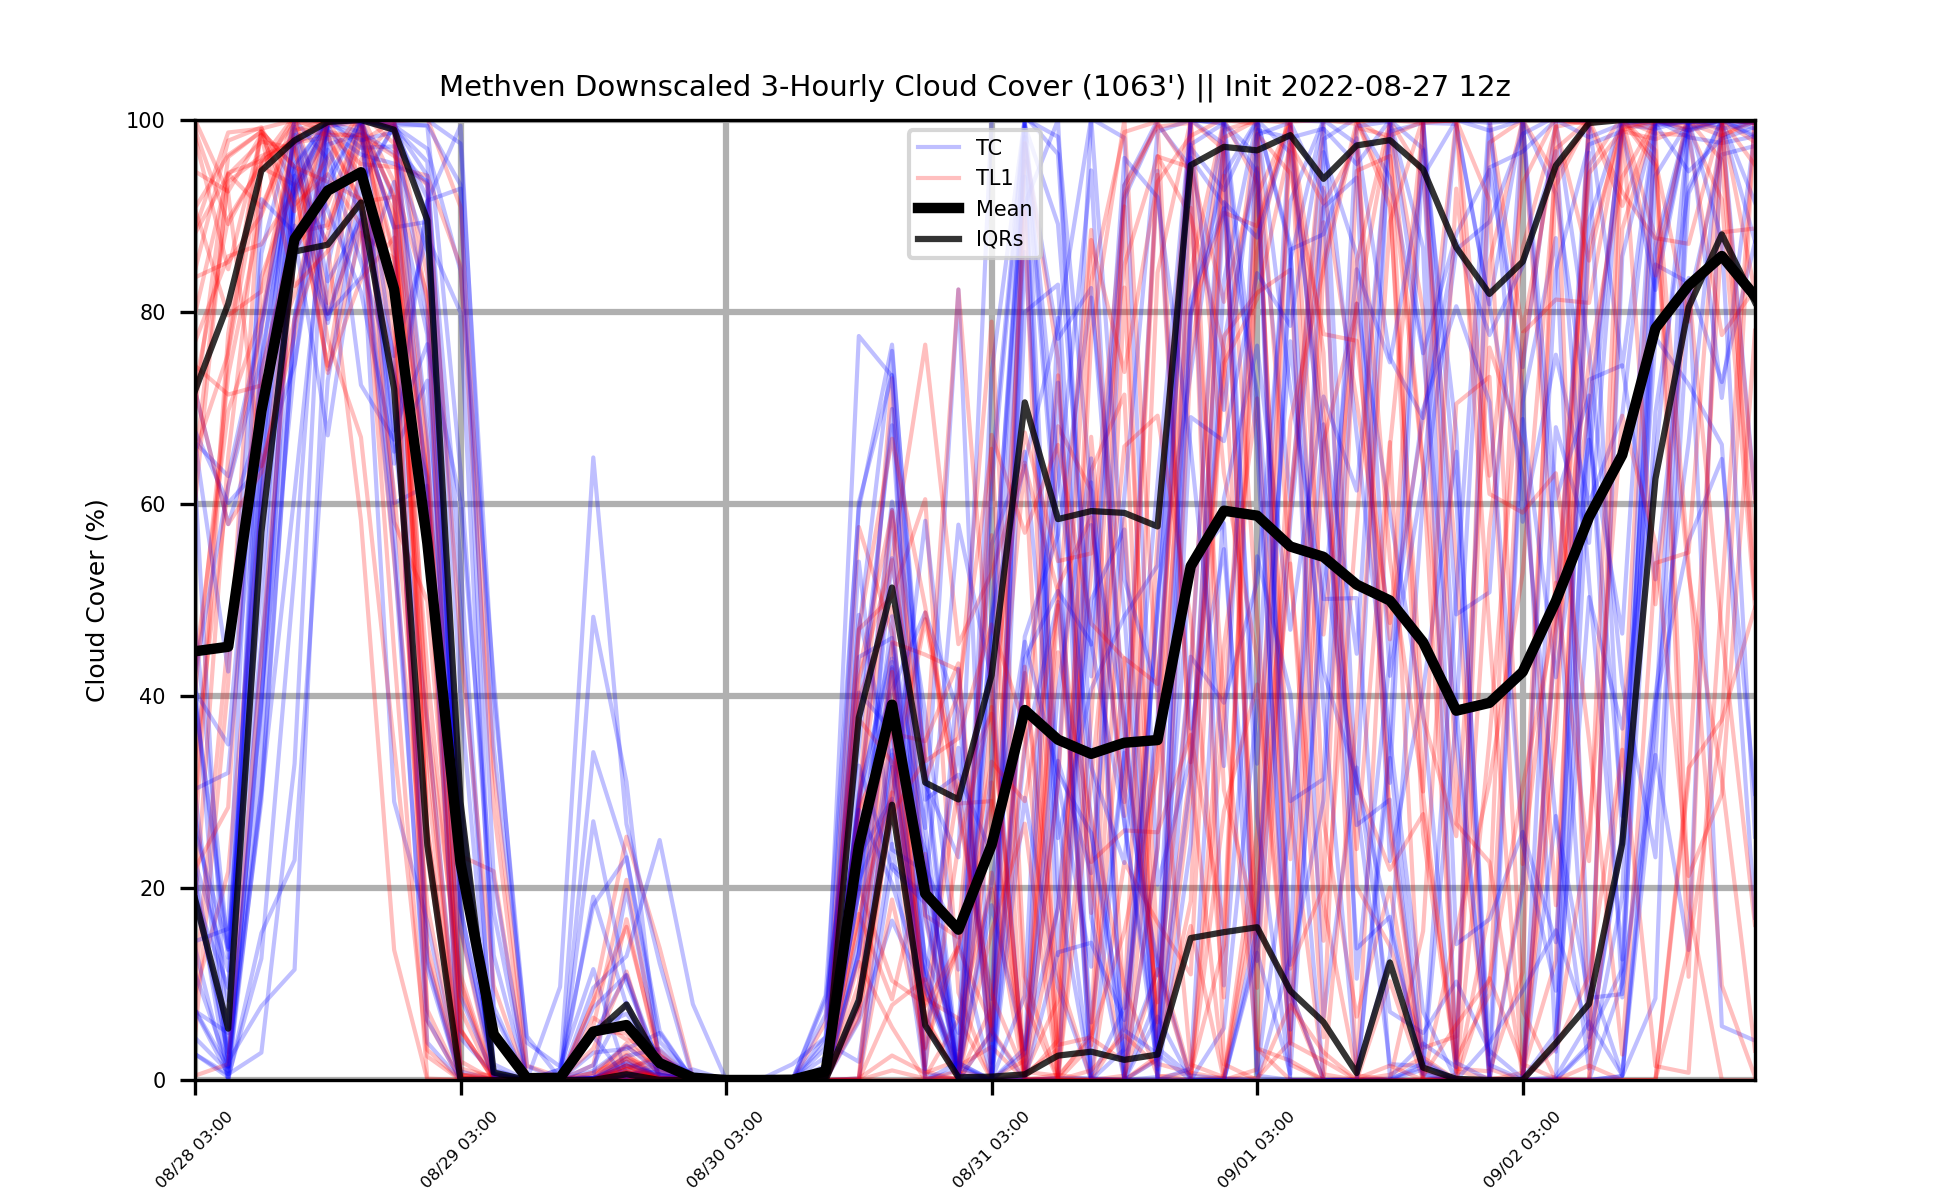 Methven Downscaled 3-Hourly Cloud Cover (1063') || Init 2022-08-27 12z
TC
TL1
Mean
IQRs
Cloud Cover (%)
100
80
60
40
20
0
08/28 03:00
08/29 03:00
08/30 03:00
08/31 03:00
09/01 03:00
09/02 03:00